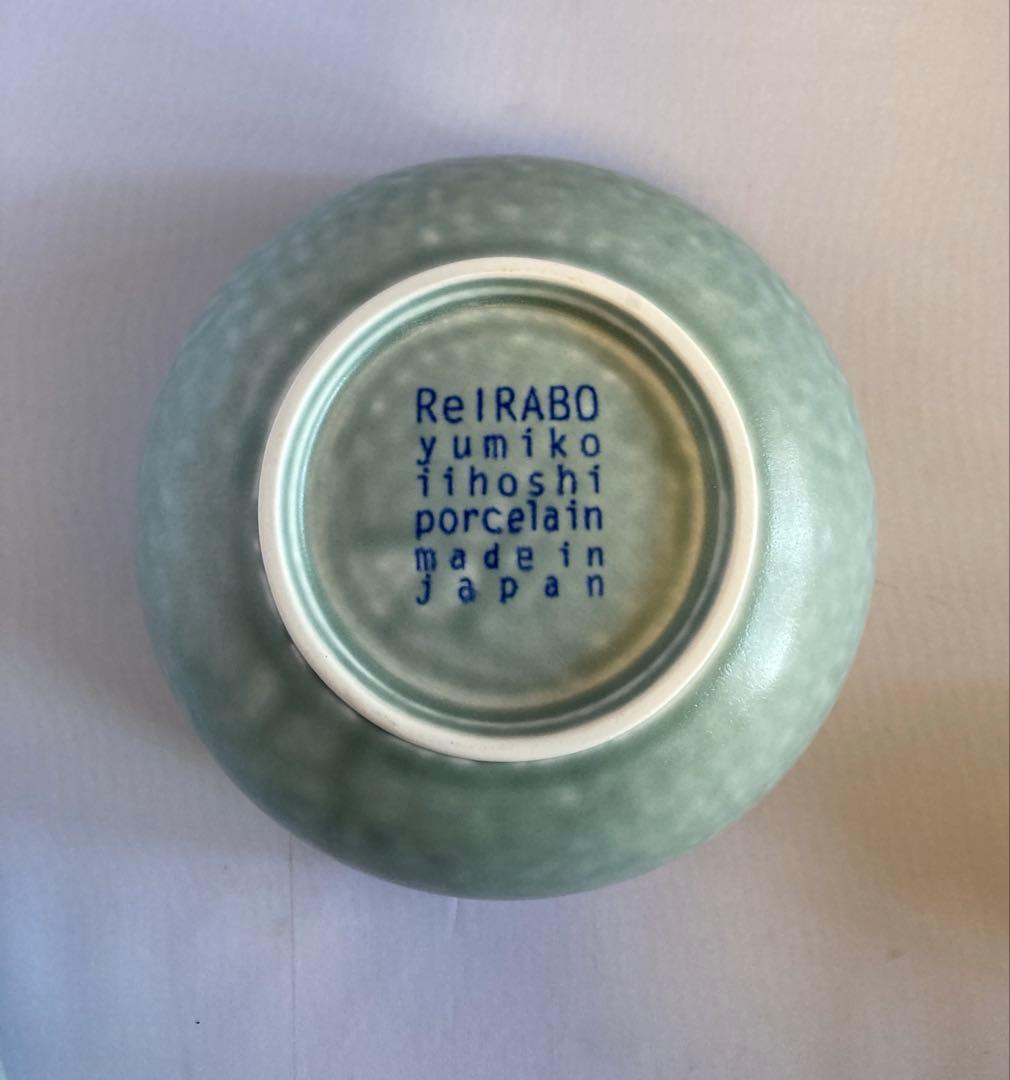 ReIRABO
yumiko
iihoshi
porcelain
made in
japan